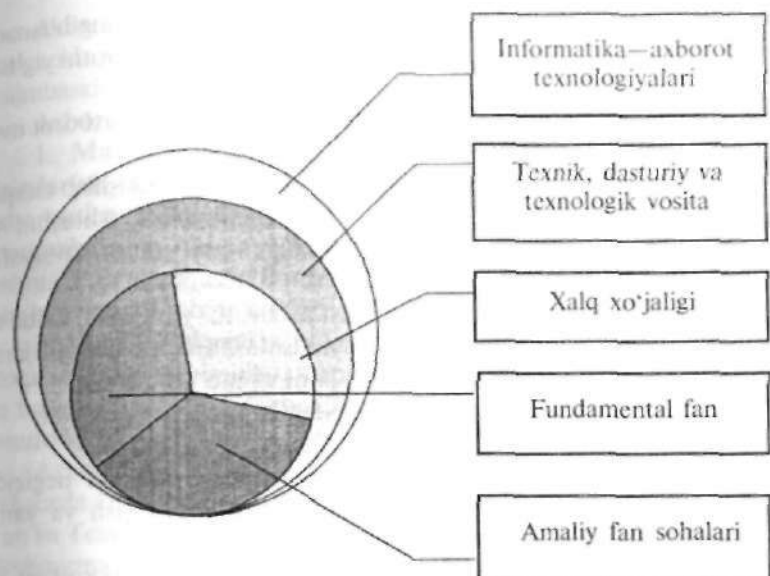 Informatika—axborot
texnologiyalari
Texnik, dasturiy va
texnologik vosita
Xalq xo‘jaligi
Fundamental fan
Amaliy fan sohalari